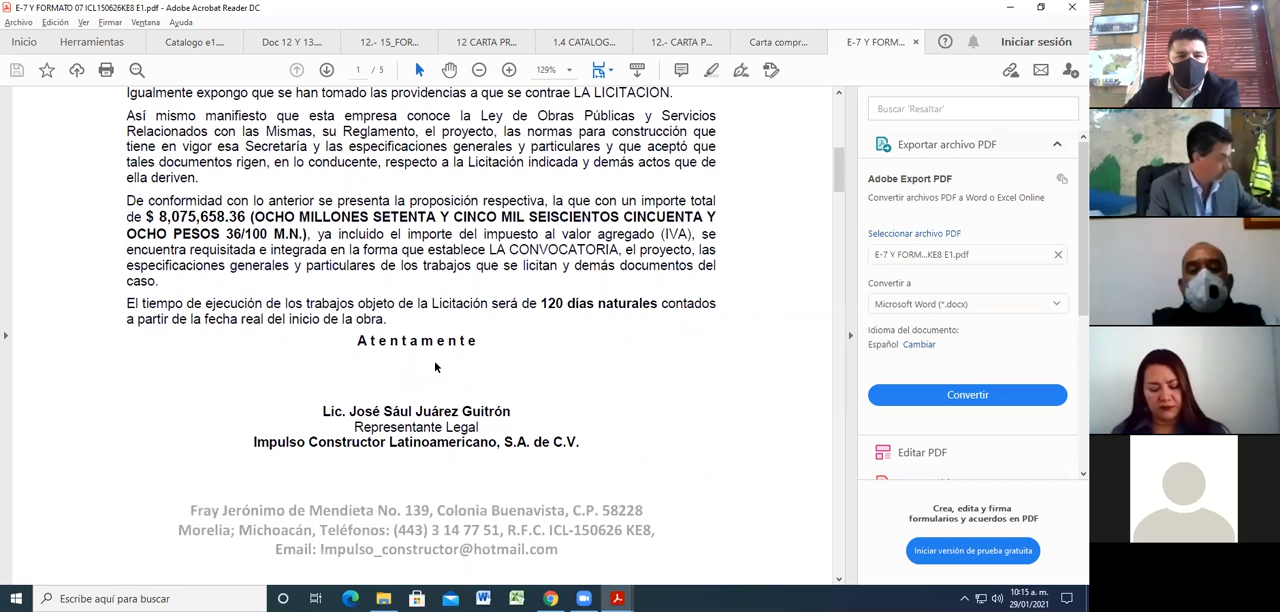 E-7 Y FORMATO 07 ICL150626KE8 E1.pdf - Adobe Acrobat Reader DC
Archivo Edición Ver Firmar Ventana Ayuda
Inicio Herramientas Catalogo e1.... Doc 12 Y 13.... 12.- 15_FOR... 12 CARTA PR... 1.4 CATALOG... 12.- CARTA P... Carta compr... E-7 Y FORM... × Iniciar sesión
1 / 5 129%
Igualmente expongo que se han tomado las providencias a que se contrae LA LICITACION.
Así mismo manifiesto que esta empresa conoce la Ley de Obras Públicas y Servicios
Relacionados con las Mismas, su Reglamento, el proyecto, las normas para construcción que
tiene en vigor esa Secretaría y las especificaciones generales y particulares y que aceptó que
tales documentos rigen, en lo conducente, respecto a la Licitación indicada y demás actos que de
ella deriven.
De conformidad con lo anterior se presenta la proposición respectiva, la que con un importe total
de $ 8,075,658.36 (OCHO MILLONES SETENTA Y CINCO MIL SEISCIENTOS CINCUENTA Y
OCHO PESOS 36/100 M.N.), ya incluido el importe del impuesto al valor agregado (IVA), se
encuentra requisitada e integrada en la forma que establece LA CONVOCATORIA, el proyecto, las
especificaciones generales y particulares de los trabajos que se licitan y demás documentos del
caso.
El tiempo de ejecución de los trabajos objeto de la Licitación será de 120 días naturales contados
a partir de la fecha real del inicio de la obra.
A t e n t a m e n t e
Lic. José Sául Juárez Guitrón
Representante Legal
Impulso Constructor Latinoamericano, S.A. de C.V.
Fray Jerónimo de Mendieta No. 139, Colonia Buenavista, C.P. 58228
Morelia; Michoacán, Teléfonos: (443) 3 14 77 51, R.F.C. ICL-150626 KE8,
Email: Impulso_constructor@hotmail.com
Buscar 'Resaltar'
Exportar archivo PDF
Adobe Export PDF
Convertir archivos PDF a Word o Excel Online
Seleccionar archivo PDF
E-7 Y FORM...KE8 E1.pdf
Convertir a
Microsoft Word (*.docx)
Idioma del documento:
Español Cambiar
Convertir
Editar PDF
Crea, edita y firma
formularios y acuerdos en PDF
Iniciar versión de prueba gratuita
Escribe aquí para buscar
10:15 a. m.
29/01/2021